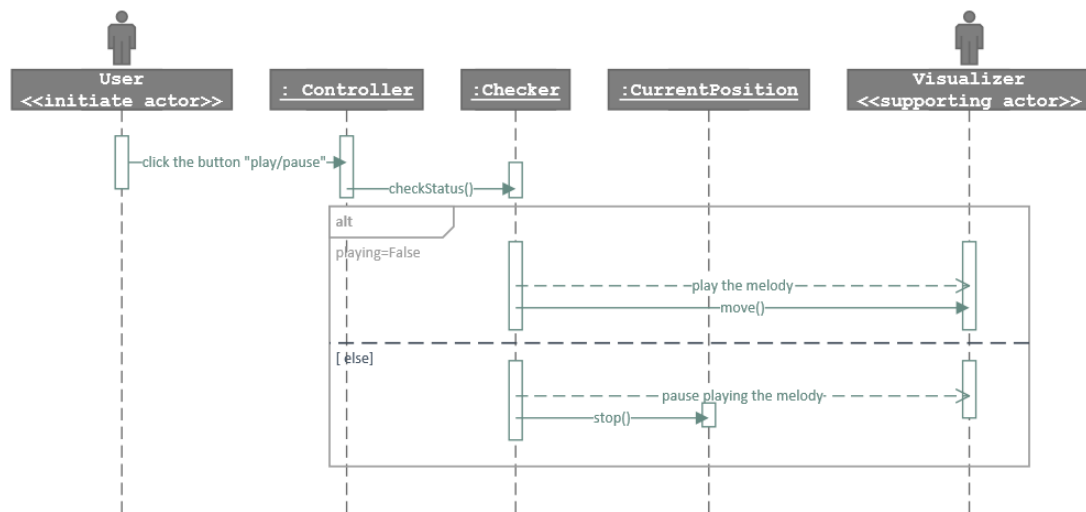 User
<<initiate actor>>
: Controller
:Checker
:CurrentPosition
Visualizer
<<supporting actor>>
click the button "play/pause"
checkStatus()
alt
playing=False
play the melody
move()
[ else]
pause playing the melody
stop()